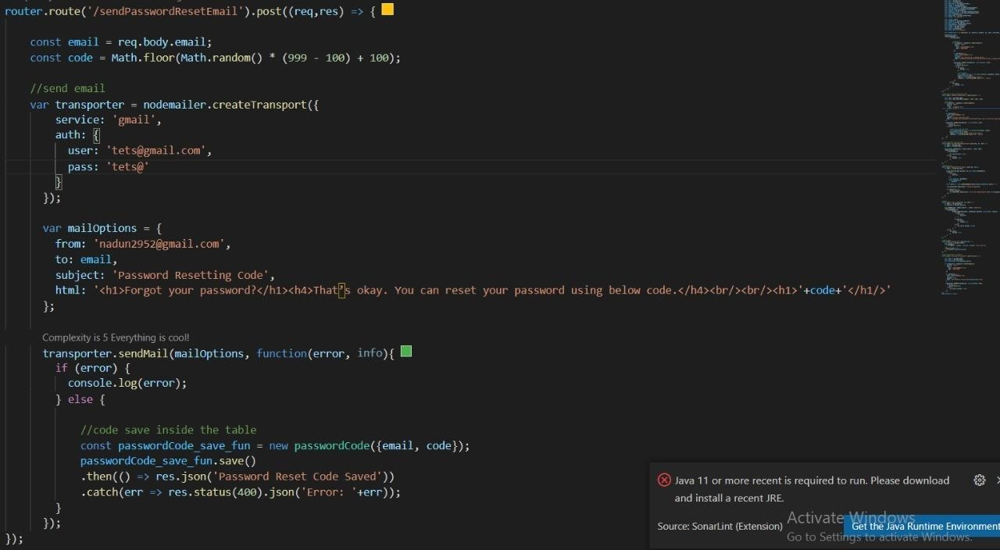 router.route('/sendPasswordResetEmail').post((req,res) => {
const email = req.body.email;
const code = Math.floor(Math.random() * (999 - 100) + 100);
//send email
var transporter = nodemailer.createTransport({
service: 'gmail',
auth: {
user: 'tets@gmail.com',
pass: 'tets@'
}
});
var mailOptions = {
from: 'nadun2952@gmail.com',
to: email,
subject: 'Password Resetting Code',
html: '<h1>Forgot your password?</h1><h4>That’s okay. You can reset your password using below code.</h4><br/><br/><h1>'+code+'</h1/>'
};
Complexity is 5 Everything is cool!
transporter.sendMail(mailOptions, function(error, info){
if (error) {
console.log(error);
} else {
//code save inside the table
const passwordCode_save_fun = new passwordCode({email, code});
passwordCode_save_fun.save()
.then(() => res.json('Password Reset Code Saved'))
.catch(err => res.status(400).json('Error: '+err));
}
});
});
Java 11 or more recent is required to run. Please download
and install a recent JRE.
Source: SonarLint (Extension)
Get the Java Runtime Environment
Activate Windows
Go to Settings to activate Windows.